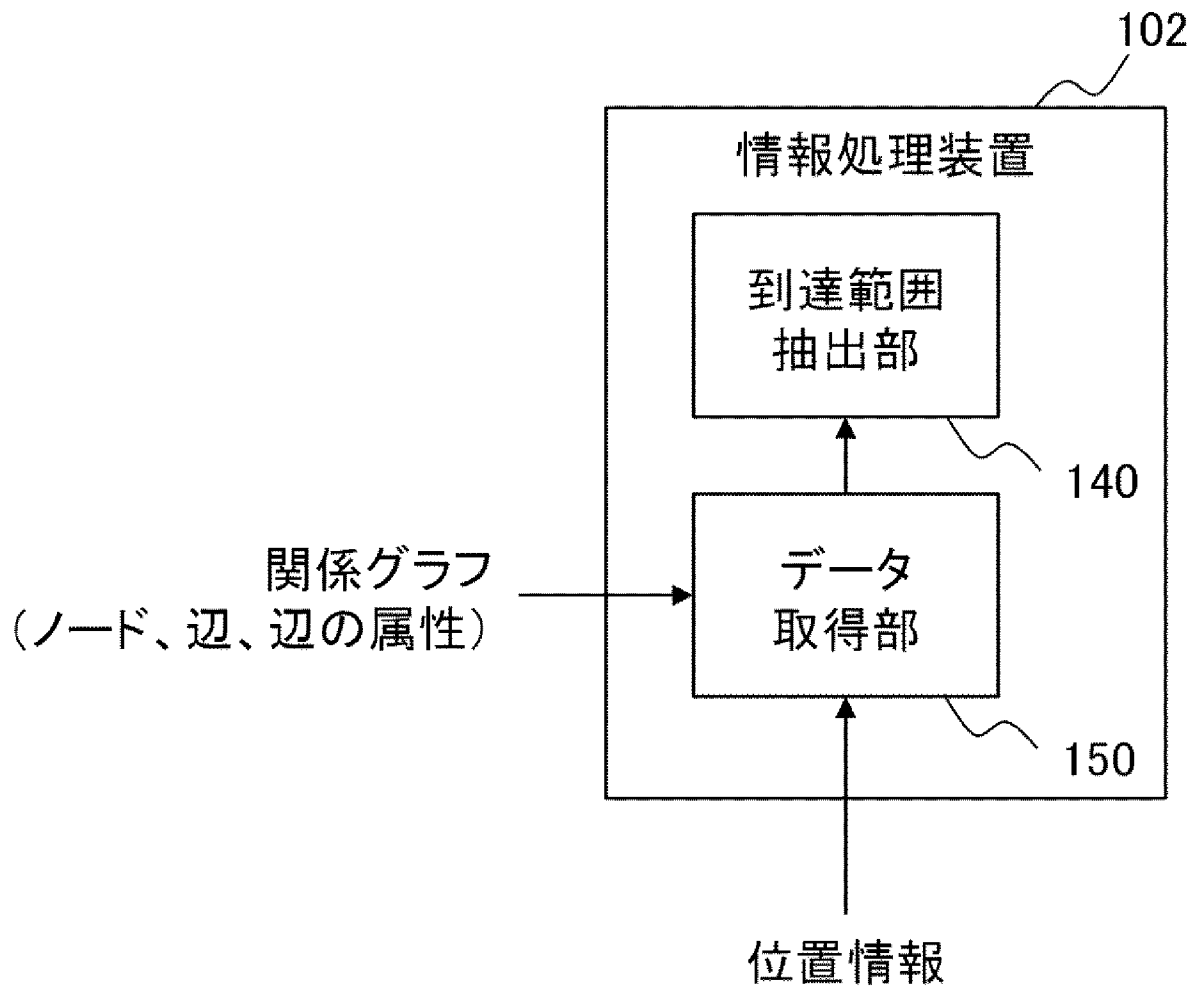 102
情報処理装置
到達範囲
抽出部
140
関係グラフ
(ノード、辺、辺の属性)
データ
取得部
150
位置情報